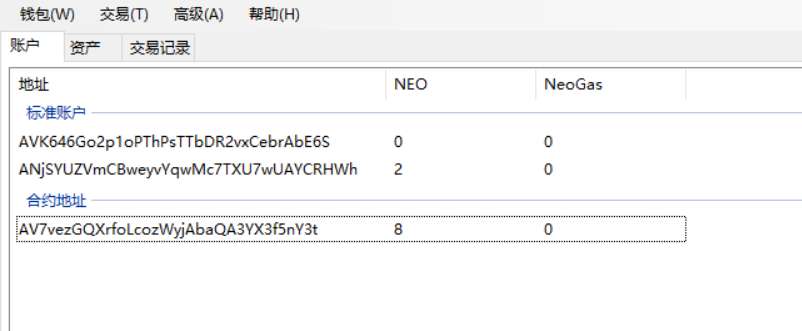 钱包(W) 交易(T) 高级(A) 帮助(H)
账户 资产 交易记录
地址 NEO NeoGas
标准账户
AVK646Go2p1oPThPsTTbDR2vxCebrAbE6S 0 0
ANjSYUZVmCBweyvYqwMc7TXU7wUAYCRHWh 2 0
合约地址
AV7vezGQXrfoLcozWyjAbaQA3YX3f5nY3t 8 0